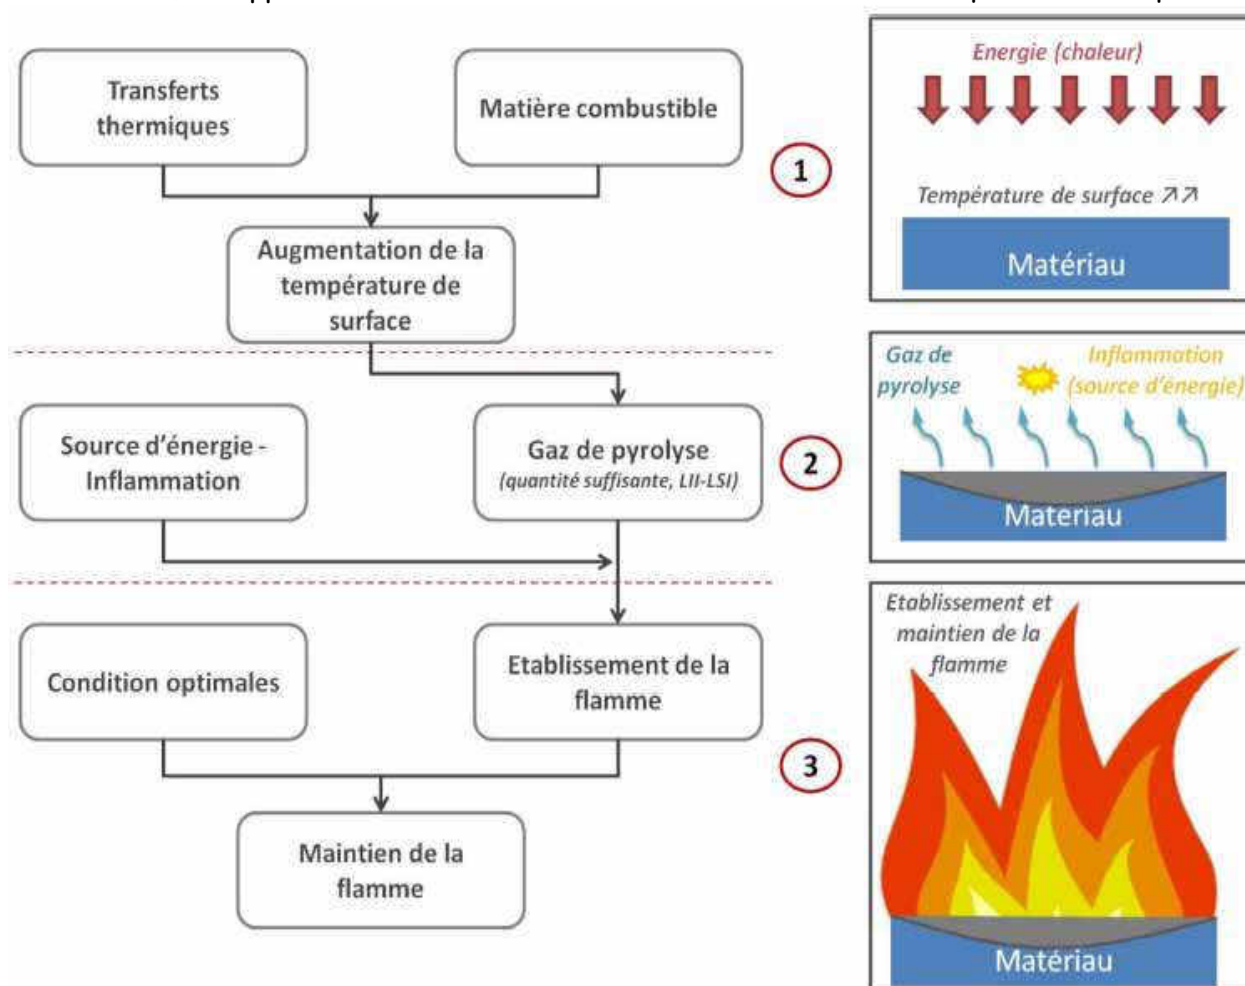 Transferts
thermiques
Matière combustible
1
Augmentation de la
température de
surface
Energie (chaleur)
Température de surface ↗↗
Matériau
Source d'énergie -
Inflammation
Gaz de pyrolyse
(quantité suffisante, LII-LSI)
2
Gaz de
pyrolyse
Inflammation
(source d'énergie)
Matériau
Condition optimales
Etablissement de la
flamme
3
Maintien de la
flamme
Etablissement et
maintien de la
flamme
Matériau